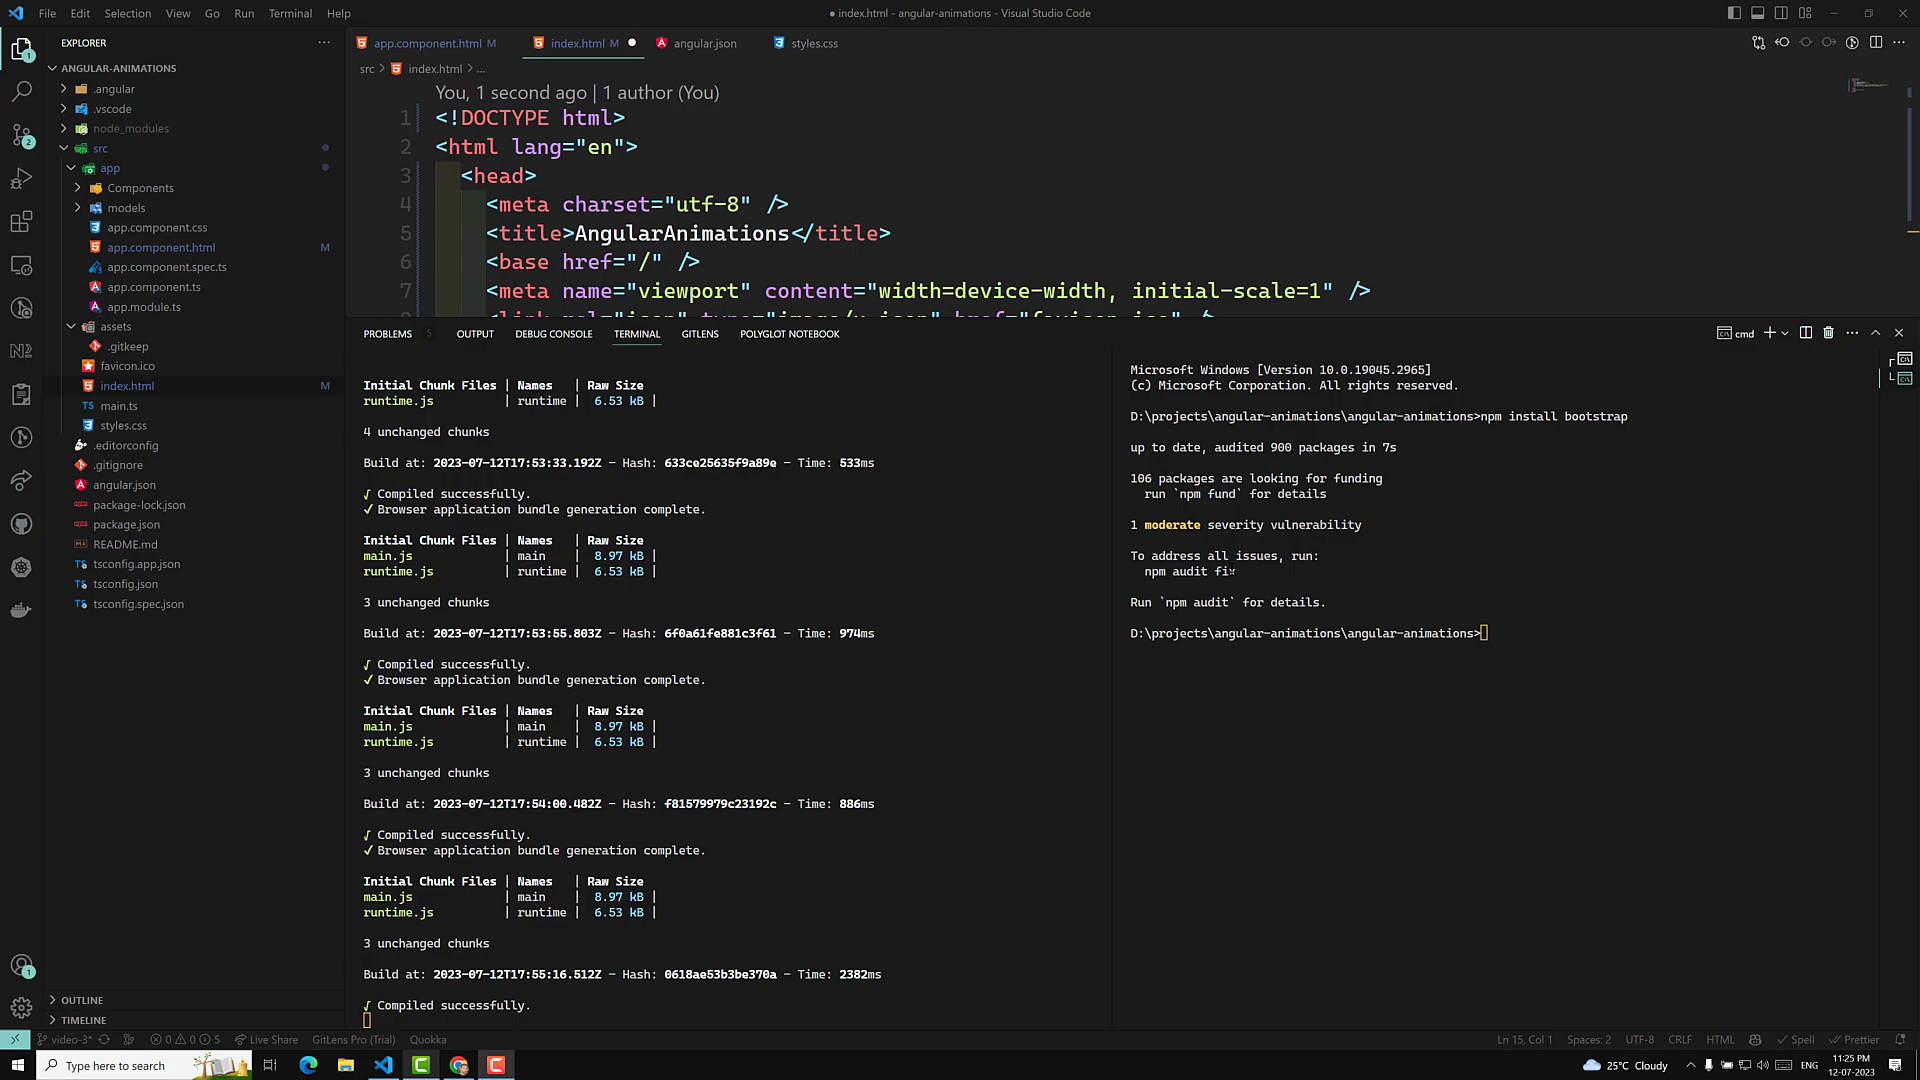 File Edit Selection View Go Run Terminal Help
● index.html - angular-animations - Visual Studio Code
EXPLORER
ANGULAR-ANIMATIONS
.angular
.vscode
node_modules
src
app
Components
models
app.component.css
app.component.html M
app.component.spec.ts
app.component.ts
app.module.ts
assets
.gitkeep
favicon.ico
index.html M
main.ts
styles.css
.editorconfig
.gitignore
angular.json
package-lock.json
package.json
README.md
tsconfig.app.json
tsconfig.json
tsconfig.spec.json
OUTLINE
TIMELINE
app.component.html M
index.html M ●
angular.json
styles.css
src > index.html > ...
You, 1 second ago | 1 author (You)
1 <!DOCTYPE html>
2 <html lang="en">
3 <head>
4 <meta charset="utf-8" />
5 <title>AngularAnimations</title>
6 <base href="/" />
7 <meta name="viewport" content="width=device-width, initial-scale=1" />
PROBLEMS 5 OUTPUT DEBUG CONSOLE TERMINAL GITLENS POLYGLOT NOTEBOOK
cmd
Initial Chunk Files | Names | Raw Size
runtime.js | runtime | 6.53 kB |
4 unchanged chunks
Build at: 2023-07-12T17:53:33.192Z - Hash: 633ce25635f9a89e - Time: 533ms
√ Compiled successfully.
✓ Browser application bundle generation complete.
Initial Chunk Files | Names | Raw Size
main.js | main | 8.97 kB |
runtime.js | runtime | 6.53 kB |
3 unchanged chunks
Build at: 2023-07-12T17:53:55.803Z - Hash: 6f0a61fe881c3f61 - Time: 974ms
√ Compiled successfully.
✓ Browser application bundle generation complete.
Initial Chunk Files | Names | Raw Size
main.js | main | 8.97 kB |
runtime.js | runtime | 6.53 kB |
3 unchanged chunks
Build at: 2023-07-12T17:54:00.482Z - Hash: f81579979c23192c - Time: 886ms
√ Compiled successfully.
✓ Browser application bundle generation complete.
Initial Chunk Files | Names | Raw Size
main.js | main | 8.97 kB |
runtime.js | runtime | 6.53 kB |
3 unchanged chunks
Build at: 2023-07-12T17:55:16.512Z - Hash: 0618ae53b3be370a - Time: 2382ms
√ Compiled successfully.
Microsoft Windows [Version 10.0.19045.2965]
(c) Microsoft Corporation. All rights reserved.
D:\projects\angular-animations\angular-animations>npm install bootstrap
up to date, audited 900 packages in 7s
106 packages are looking for funding
run `npm fund` for details
1 moderate severity vulnerability
To address all issues, run:
npm audit fix
Run `npm audit` for details.
D:\projects\angular-animations\angular-animations>
video-3* 0 0 5 Live Share GitLens Pro (Trial) Quokka
Ln 15, Col 1 Spaces: 2 UTF-8 CRLF HTML Spell Prettier
Type here to search
25°C Cloudy
ENG
11:25 PM
12-07-2023